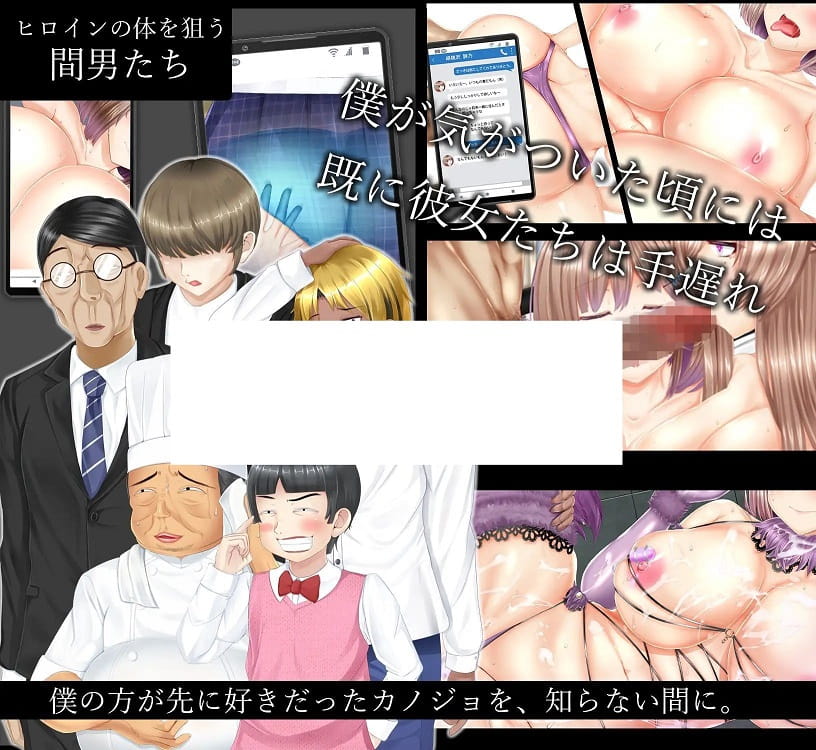 ヒロインの体を狙う
間男たち
僕が気がついた頃には
既に彼女たちは手遅れ
僕の方が先に好きだったカノジョを、知らない間に。